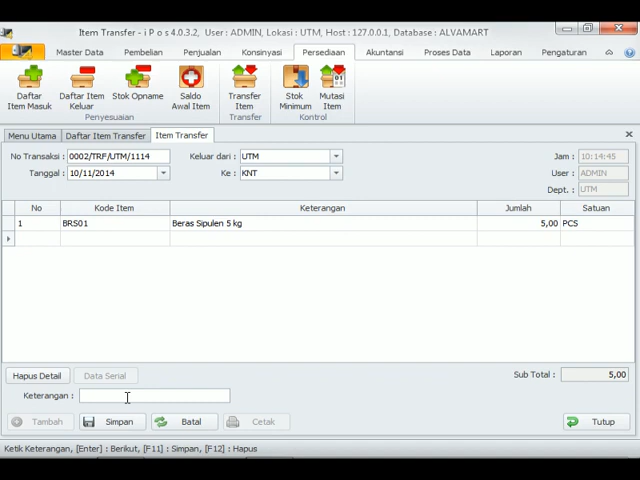 Item Transfer - i P o s 4.0.3.2, User : ADMIN, Lokasi : UTM, Host : 127.0.0.1, Database : ALVAMART
Master Data Pembelian Penjualan Konsinyasi Persediaan Akuntansi Proses Data Laporan Pengaturan
Daftar Item Masuk
Daftar Item Keluar
Stok Opname
Saldo Awal Item
Transfer Item
Stok Minimum
Mutasi Item
Penyesuaian Transfer Kontrol
Menu Utama Daftar Item Transfer Item Transfer
No Transaksi : 0002/TRF/UTM/1114 Keluar dari : UTM Jam : 10:14:45
Tanggal : 10/11/2014 Ke : KNT User : ADMIN
Dept. : UTM
No Kode Item Keterangan Jumlah Satuan
1 BRS01 Beras Sipulen 5 kg 5,00 PCS
Hapus Detail Data Serial Sub Total : 5,00
Keterangan :
Tambah Simpan Batal Cetak Tutup
Ketik Keterangan, [Enter] : Berikut, [F11] : Simpan, [F12] : Hapus